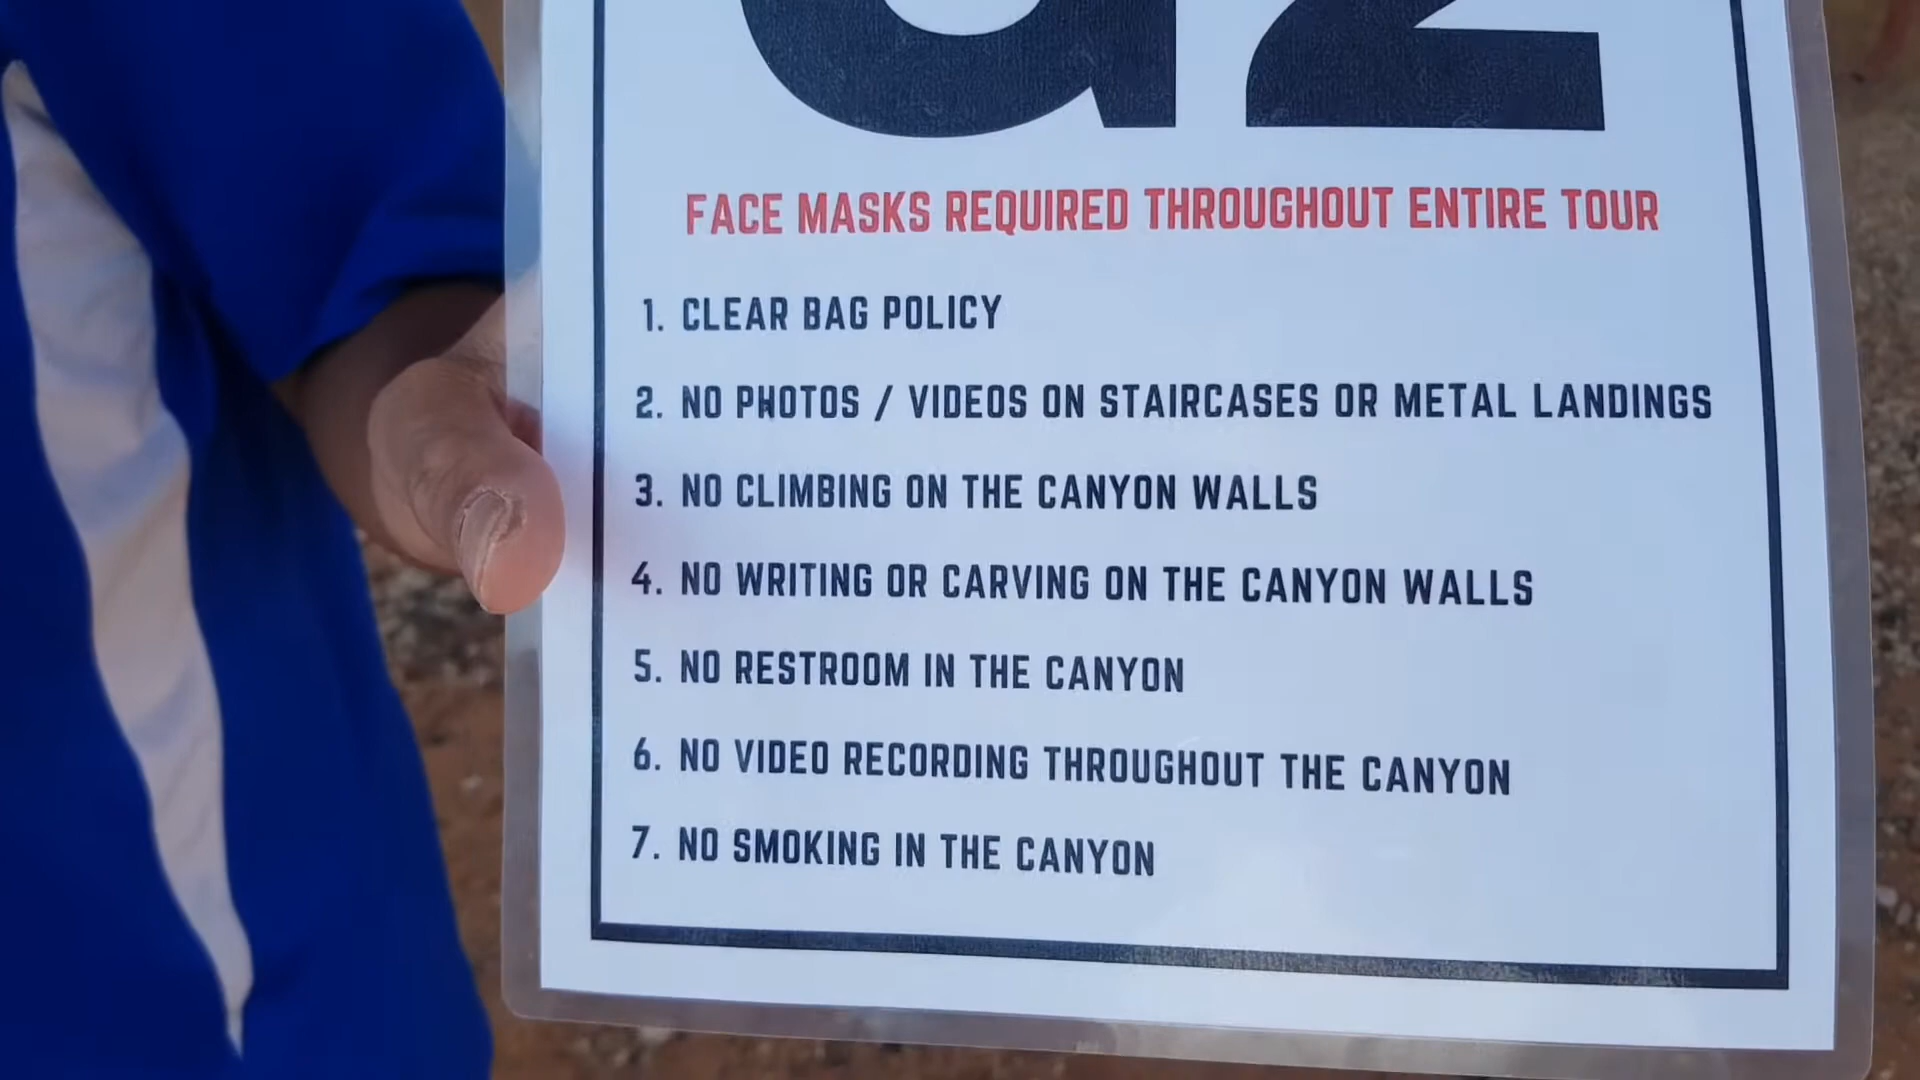 FACE MASKS REQUIRED THROUGHOUT ENTIRE TOUR
1. CLEAR BAG POLICY
2. NO PHOTOS / VIDEOS ON STAIRCASES OR METAL LANDINGS
3. NO CLIMBING ON THE CANYON WALLS
4. NO WRITING OR CARVING ON THE CANYON WALLS
5. NO RESTROOM IN THE CANYON
6. NO VIDEO RECORDING THROUGHOUT THE CANYON
7. NO SMOKING IN THE CANYON